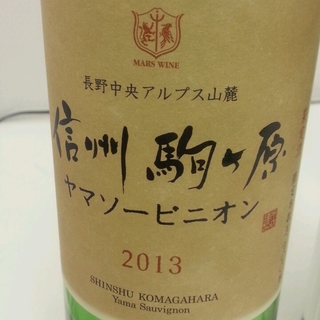 MARS WINE
長野中央アルプス山麓
信州 駒ヶ原
ヤマソービニオン
2013
SHINSHU KOMAGAHARA
Yama Sauvignon